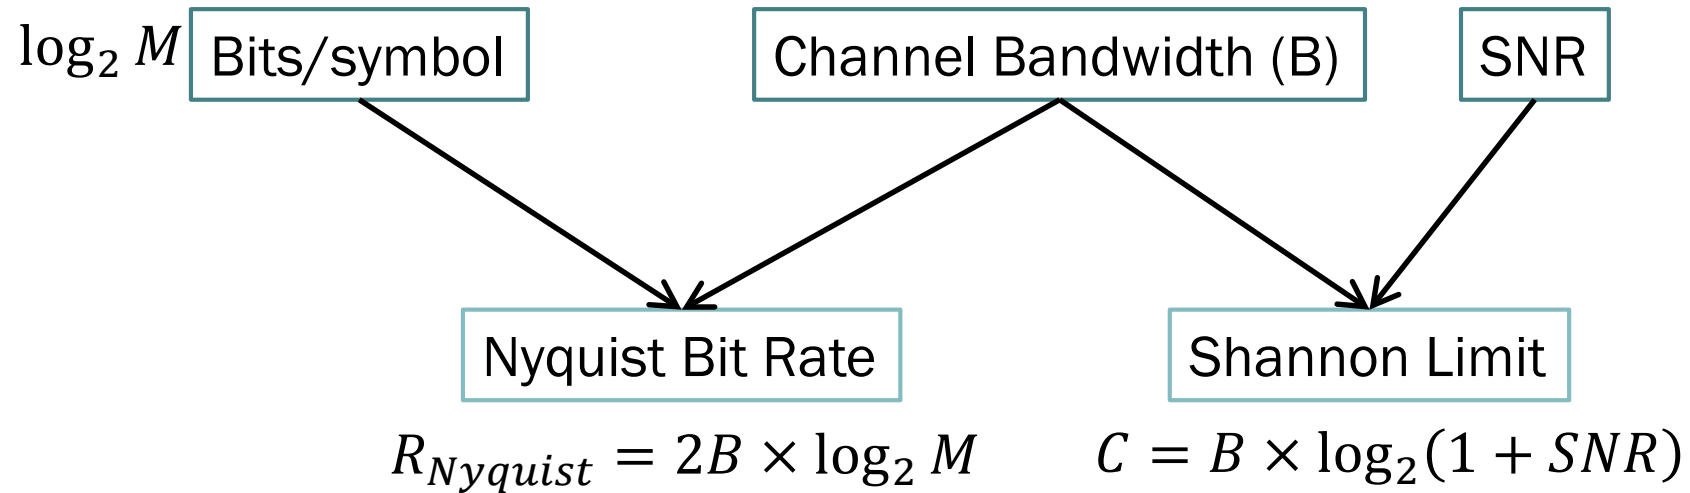 log₂ M Bits/symbol Channel Bandwidth (B) SNR
Nyquist Bit Rate Shannon Limit
R_Nyquist = 2B × log₂ M C = B × log₂(1 + SNR)